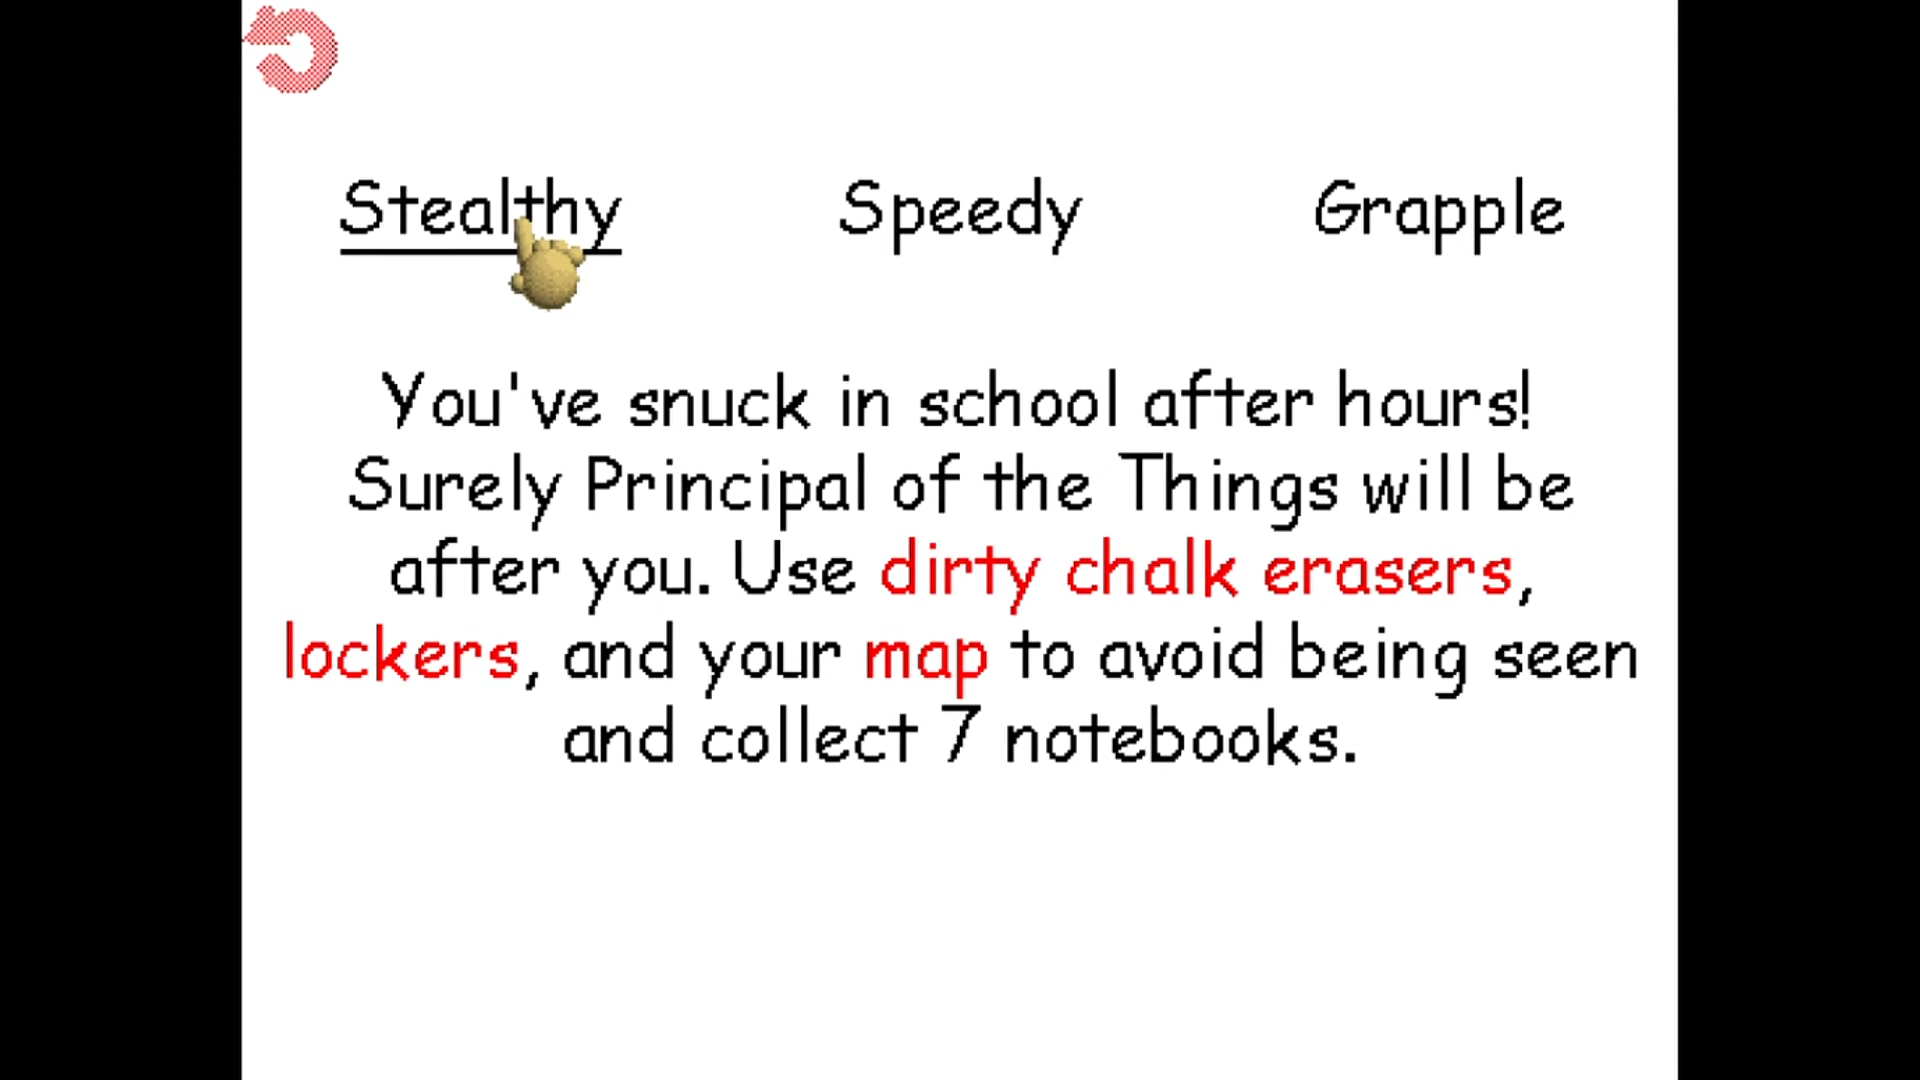 Stealthy Speedy Grapple
You've snuck in school after hours!
Surely Principal of the Things will be
after you. Use dirty chalk erasers,
lockers, and your map to avoid being seen
and collect 7 notebooks.